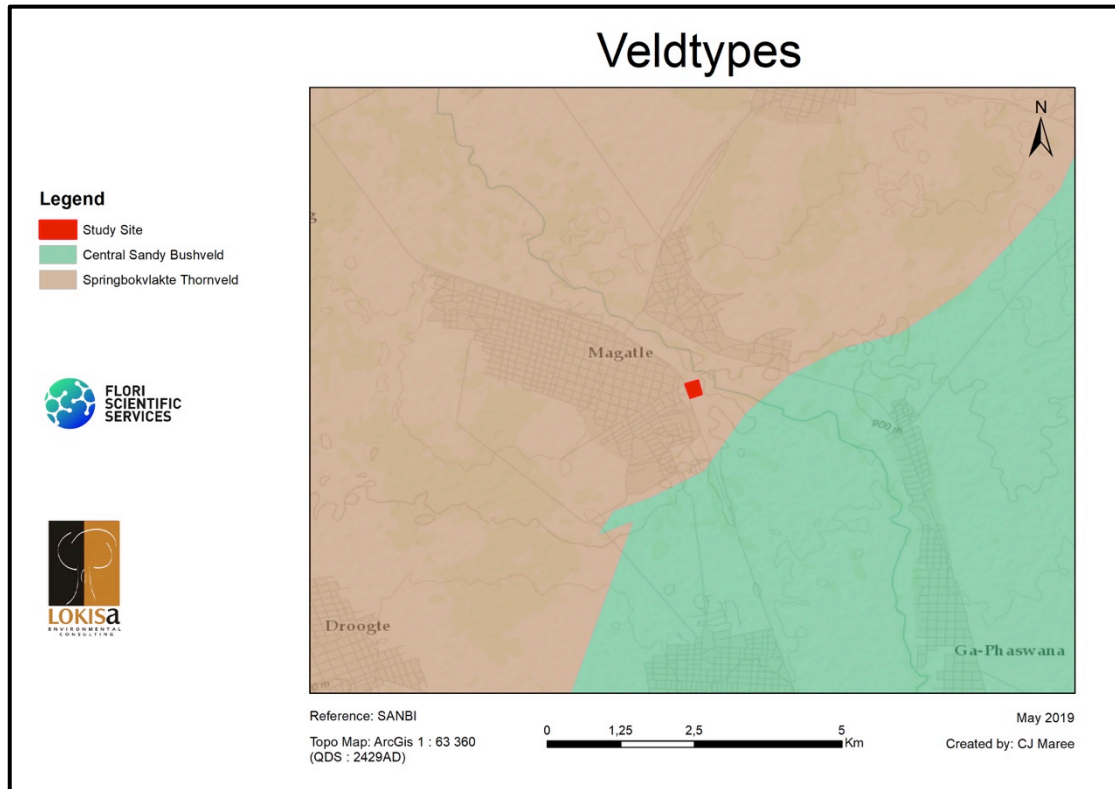 Veldtypes
N
Legend
Study Site
Central Sandy Bushveld
Springbokvlakte Thornveld
FLORI
SCIENTIFIC
SERVICES
LOKISa
ENVIRONMENTAL
CONSULTING
g
Magatle
900 m
Droogte
Ga-Phaswana
Reference: SANBI
Topo Map: ArcGis 1 : 63 360
(QDS : 2429AD)
0 1,25 2,5 5
Km
May 2019
Created by: CJ Maree